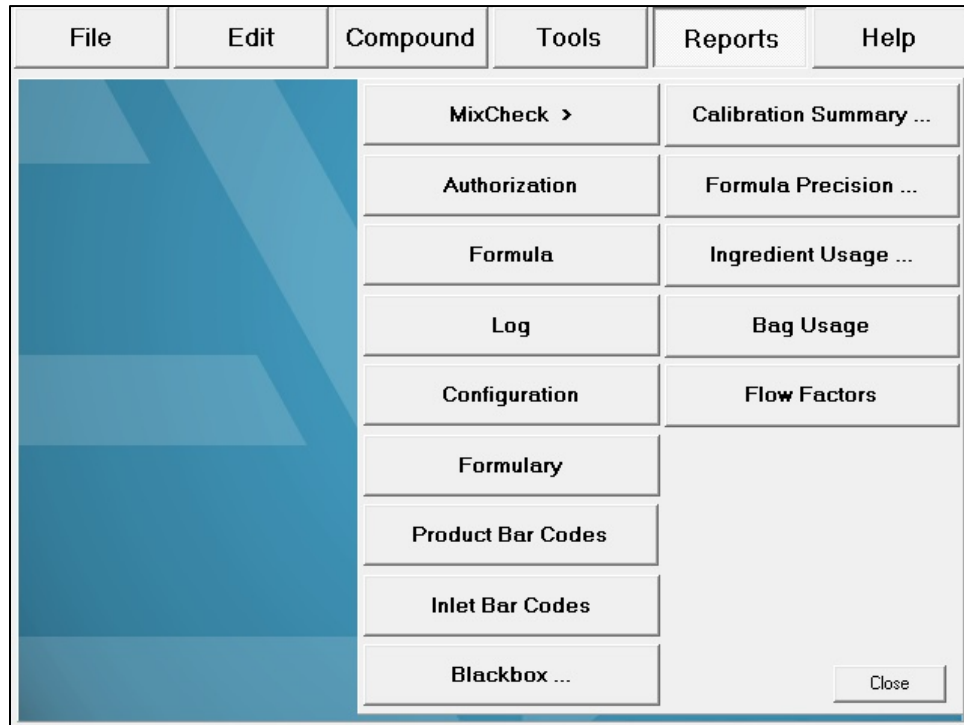 File
Edit
Compound
Tools
Reports
Help
MixCheck >
Authorization
Formula
Log
Configuration
Formulary
Product Bar Codes
Inlet Bar Codes
Blackbox ...
Calibration Summary ...
Formula Precision ...
Ingredient Usage ...
Bag Usage
Flow Factors
Close